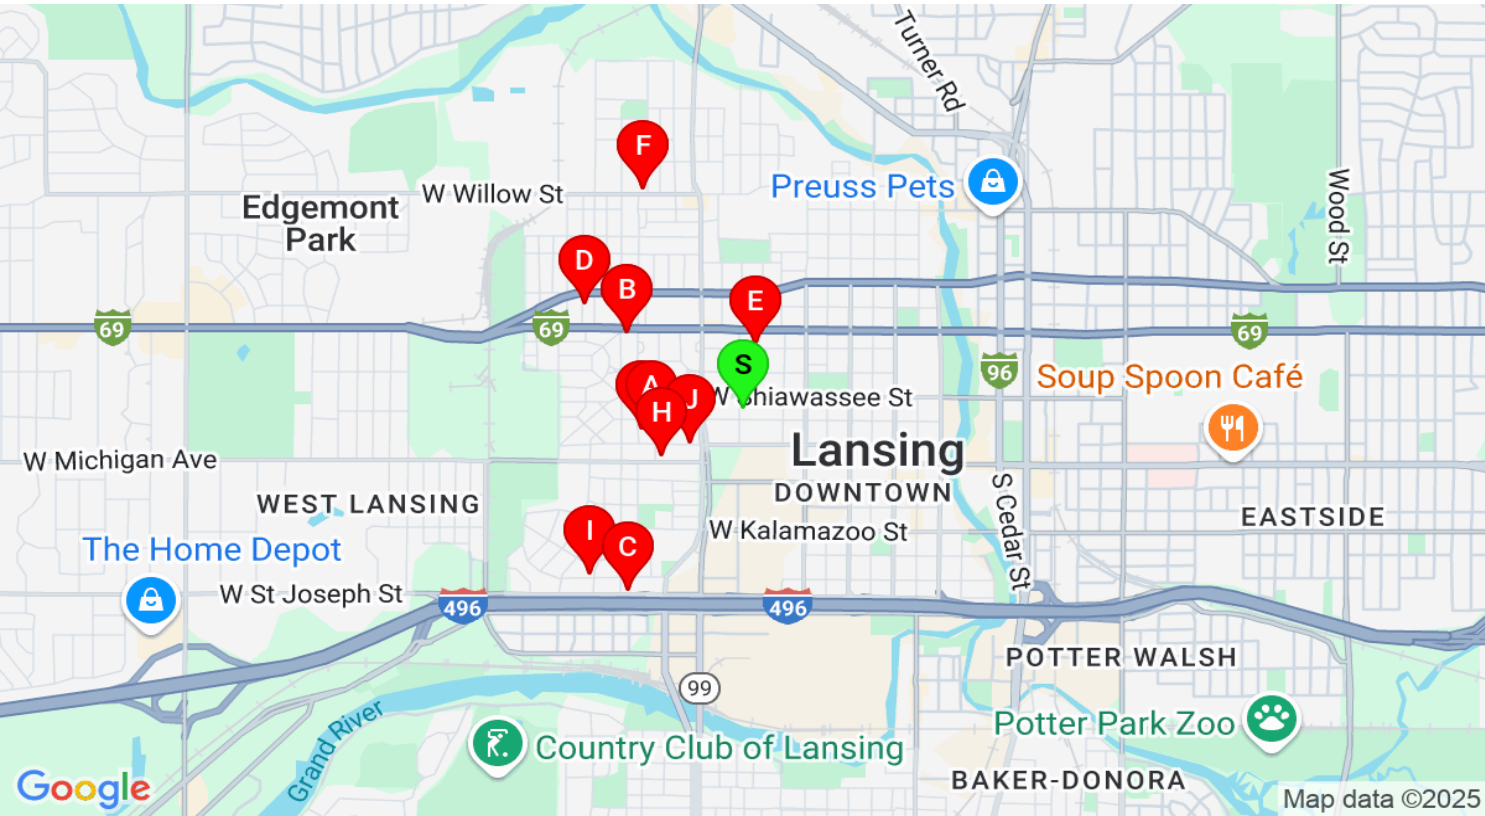 Turner Rd
F
Preuss Pets
W Willow St
Wood St
Edgemont
Park
D
B
E
69
69
69
S
96
A
J
H
W Shiawassee St
Soup Spoon Café
Lansing
W Michigan Ave
DOWNTOWN
WEST LANSING
S Cedar St
EASTSIDE
I
C
W Kalamazoo St
The Home Depot
W St Joseph St
496
496
POTTER WALSH
99
Grand River
Potter Park Zoo
Country Club of Lansing
BAKER-DONORA
Google
Map data ©2025